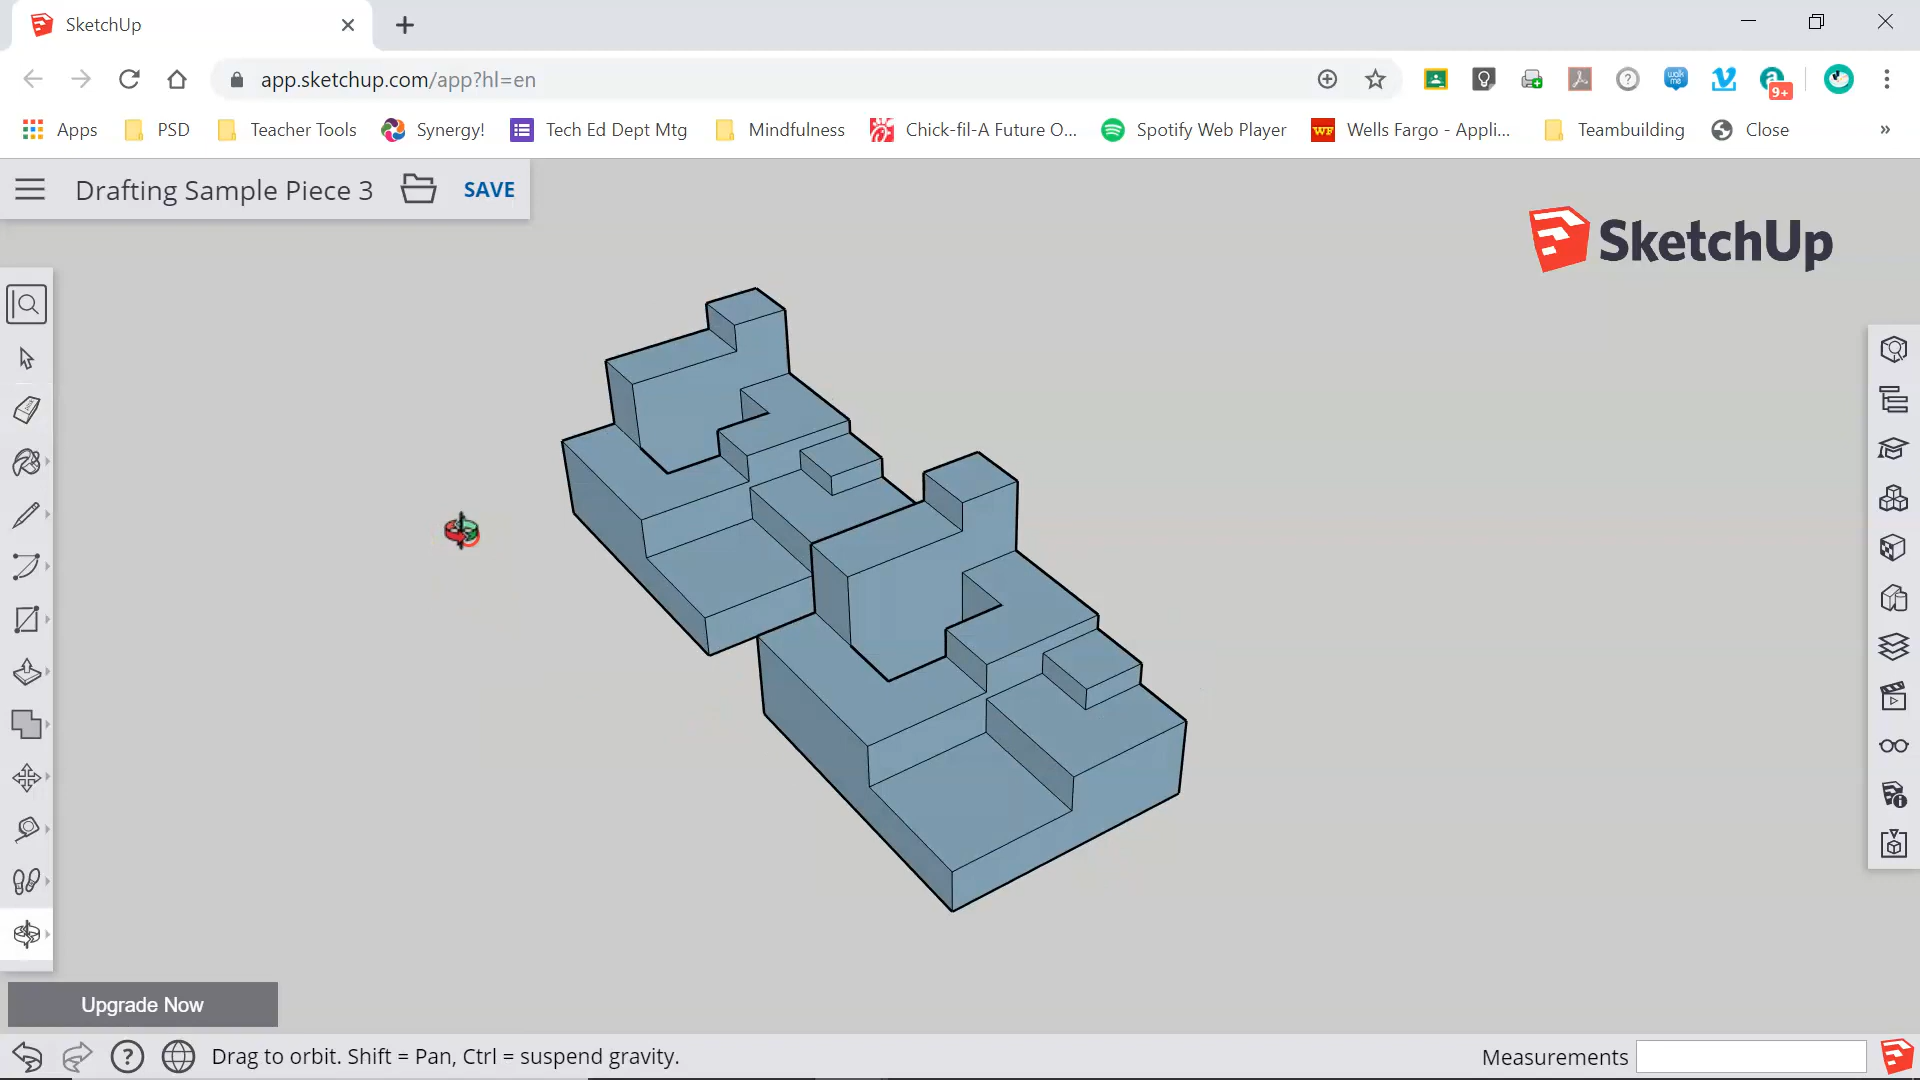 SketchUp
app.sketchup.com/app?hl=en
9+
Apps PSD Teacher Tools Synergy! Tech Ed Dept Mtg Mindfulness Chick-fil-A Future O... Spotify Web Player WF Wells Fargo - Appli... Teambuilding Close »
Drafting Sample Piece 3 SAVE
SketchUp
Upgrade Now
Drag to orbit. Shift = Pan, Ctrl = suspend gravity. Measurements